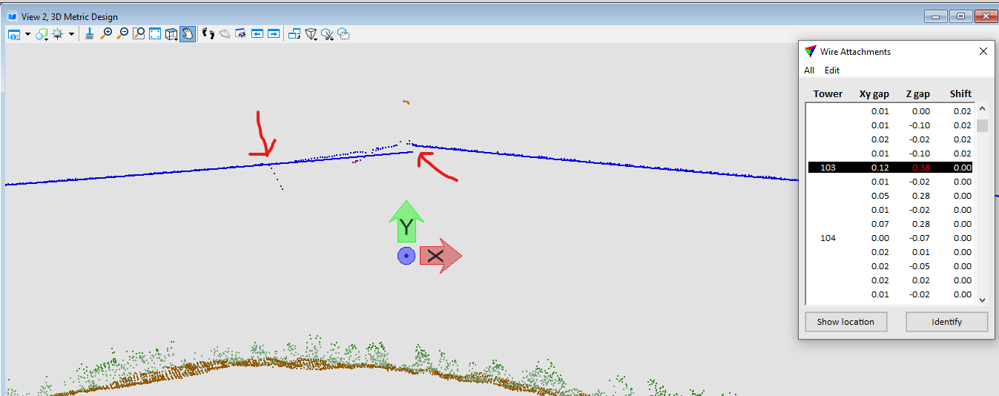 View 2, 3D Metric Design
Wire Attachments
All Edit
Tower Xy gap Z gap Shift
0.01 0.00 0.02
0.01 -0.10 0.02
0.02 -0.02 0.02
0.01 -0.10 0.02
103 0.12 0.38 0.00
0.01 -0.02 0.00
0.05 0.28 0.00
0.01 -0.02 0.00
0.07 0.28 0.00
104 0.00 -0.07 0.00
0.02 0.01 0.00
0.02 -0.05 0.00
0.02 0.02 0.00
0.01 -0.02 0.00
Show location Identify
Y
X